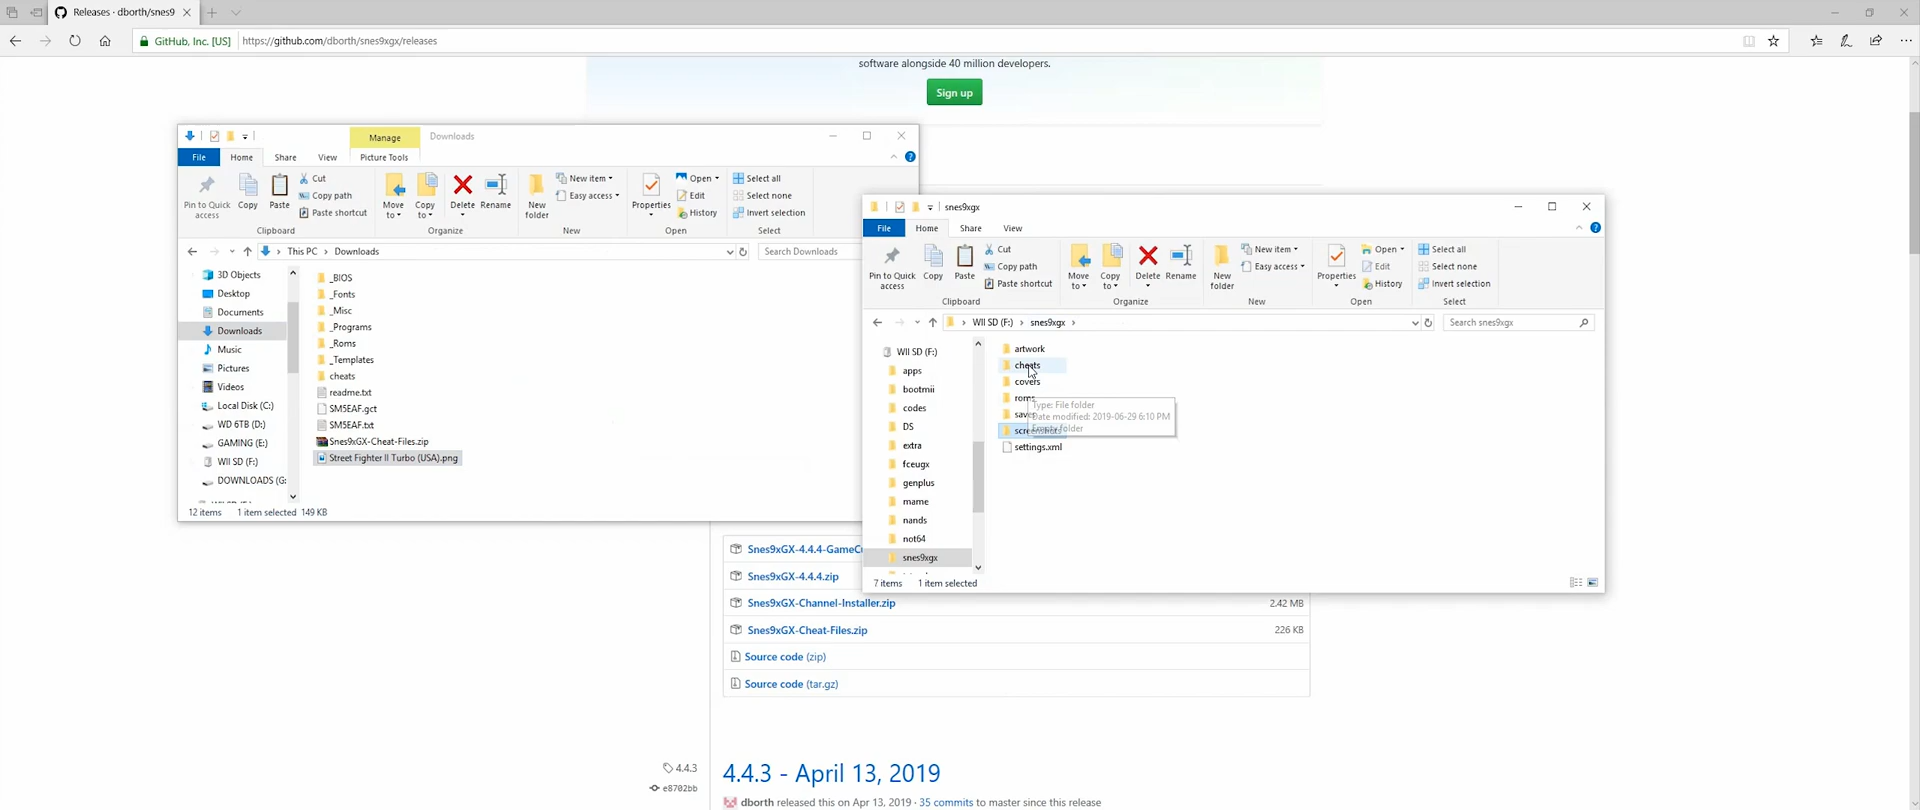 Releases · dborth/snes9
GitHub, Inc. [US] https://github.com/dborth/snes9xgx/releases
software alongside 40 million developers.
Sign up
Manage Downloads
File Home Share View Picture Tools
Pin to Quick access
Copy
Paste
Cut
Copy path
Paste shortcut
Clipboard
Move to
Copy to
Delete
Rename
Organize
New folder
New item
Easy access
New
Properties
Open
Edit
History
Open
Select all
Select none
Invert selection
Select
This PC > Downloads
Search Downloads
3D Objects
Desktop
Documents
Downloads
Music
Pictures
Videos
Local Disk (C:)
WD 6TB (D:)
GAMING (E:)
WII SD (F:)
DOWNLOADS (G:
_BIOS
_Fonts
_Misc
_Programs
_Roms
_Templates
cheats
readme.txt
SM5EAF.gct
SM5EAF.txt
Snes9xGX-Cheat-Files.zip
Street Fighter II Turbo (USA).png
12 items 1 item selected 149 KB
snes9xgx
File Home Share View
Pin to Quick access
Copy
Paste
Cut
Copy path
Paste shortcut
Clipboard
Move to
Copy to
Delete
Rename
Organize
New folder
New item
Easy access
New
Properties
Open
Edit
History
Open
Select all
Select none
Invert selection
Select
WII SD (F:) > snes9xgx >
Search snes9xgx
WII SD (F:)
apps
bootmii
codes
DS
extra
fceugx
genplus
mame
nands
not64
snes9xgx
artwork
cheats
covers
roms
settings.xml
Type: File folder
Date modified: 2019-06-29 6:10 PM
Empty folder
7 items 1 item selected
Snes9xGX-4.4.4-GameCu
Snes9xGX-4.4.4.zip
Snes9xGX-Channel-Installer.zip 2.42 MB
Snes9xGX-Cheat-Files.zip 226 KB
Source code (zip)
Source code (tar.gz)
4.4.3
e8702bb
4.4.3 - April 13, 2019
dborth released this on Apr 13, 2019 · 35 commits to master since this release